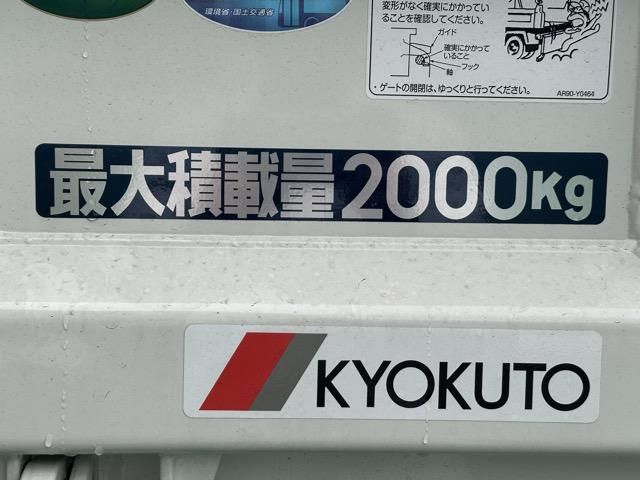 環境省・国土交通省
変形がなく確実にかかってい
ることを確認してください。
ガイド
確実にかかって
いること
フック
軸
・ゲートの開閉は、ゆっくりと行ってください。
AR90-Y0464
最大積載量2000Kg
KYOKUTO